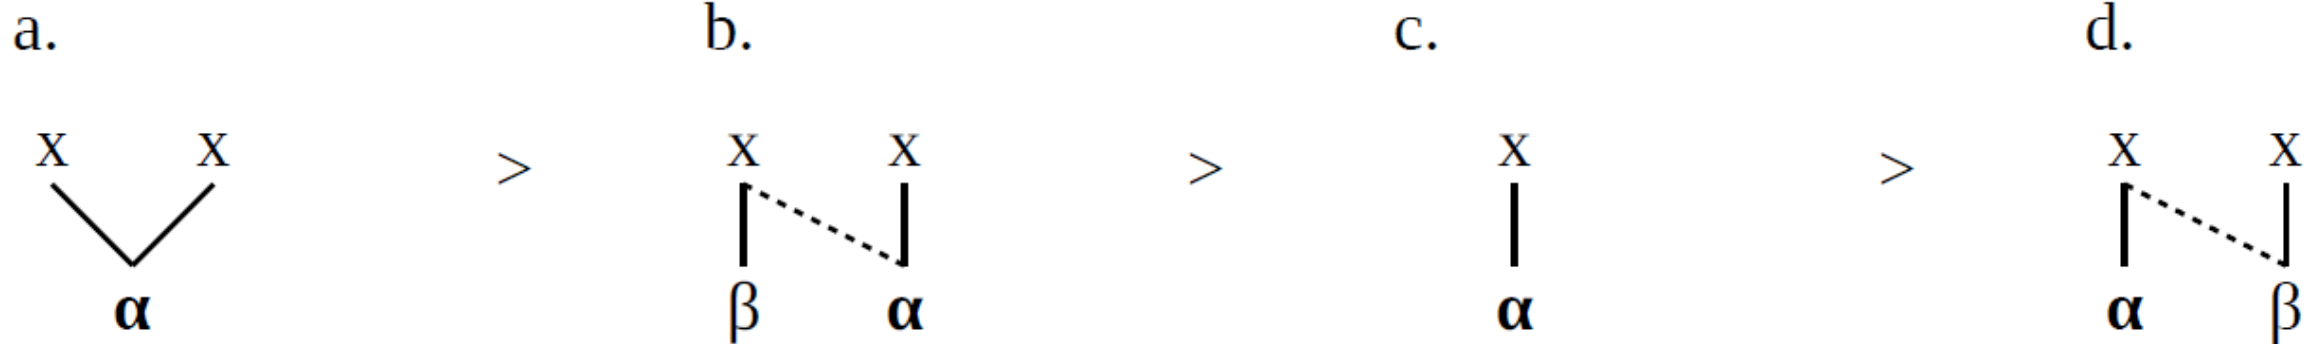 a. b. c. d.
x x > x x > x > x x
α β α α α β